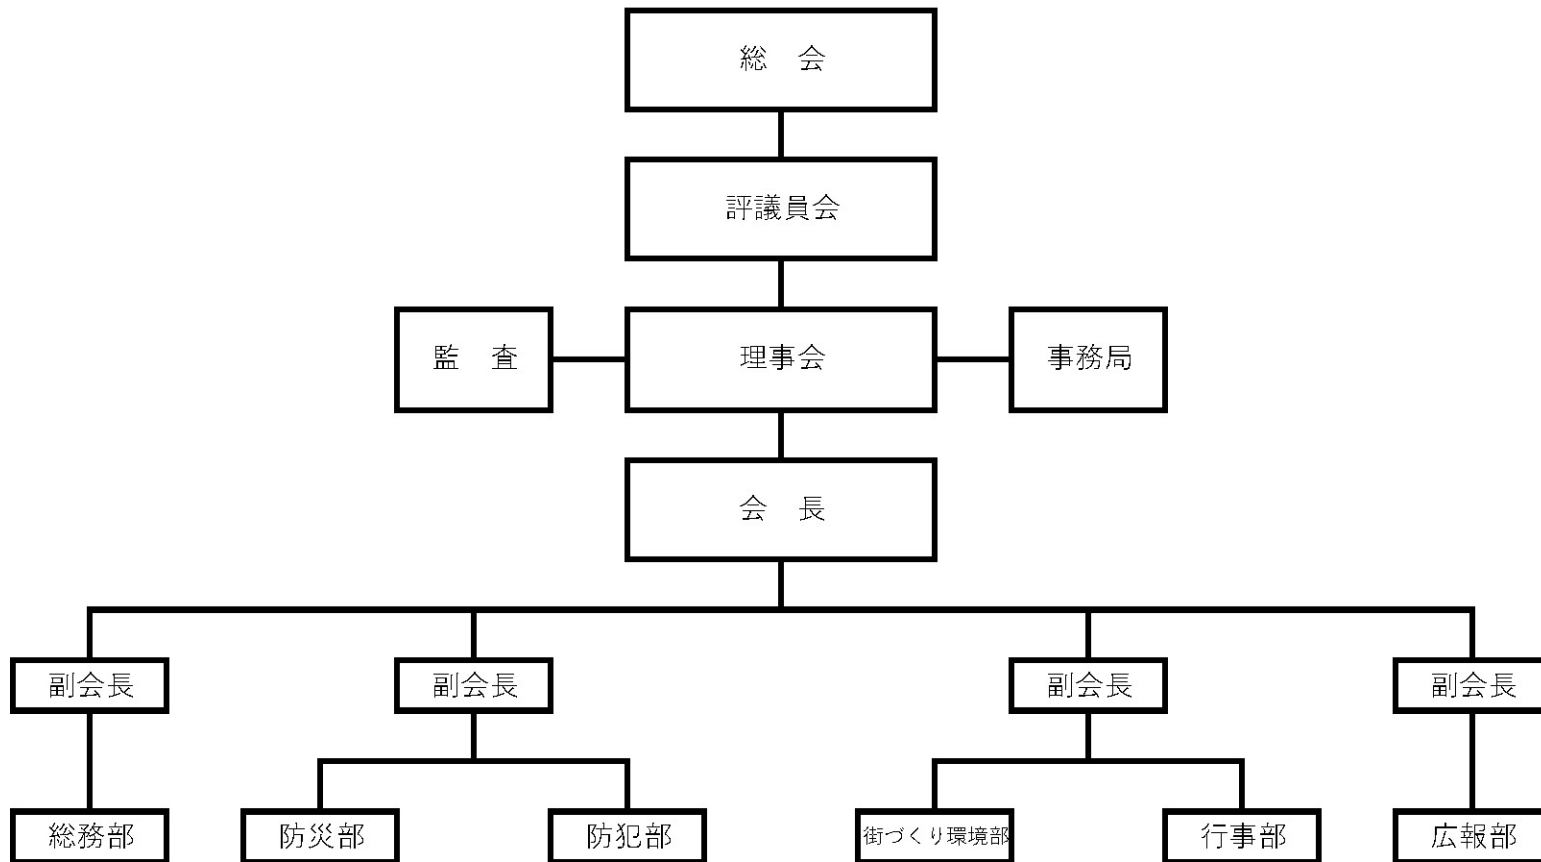 総　会
評議員会
監　査
理事会
事務局
会　長
副会長
副会長
副会長
副会長
総務部
防災部
防犯部
街づくり環境部
行事部
広報部